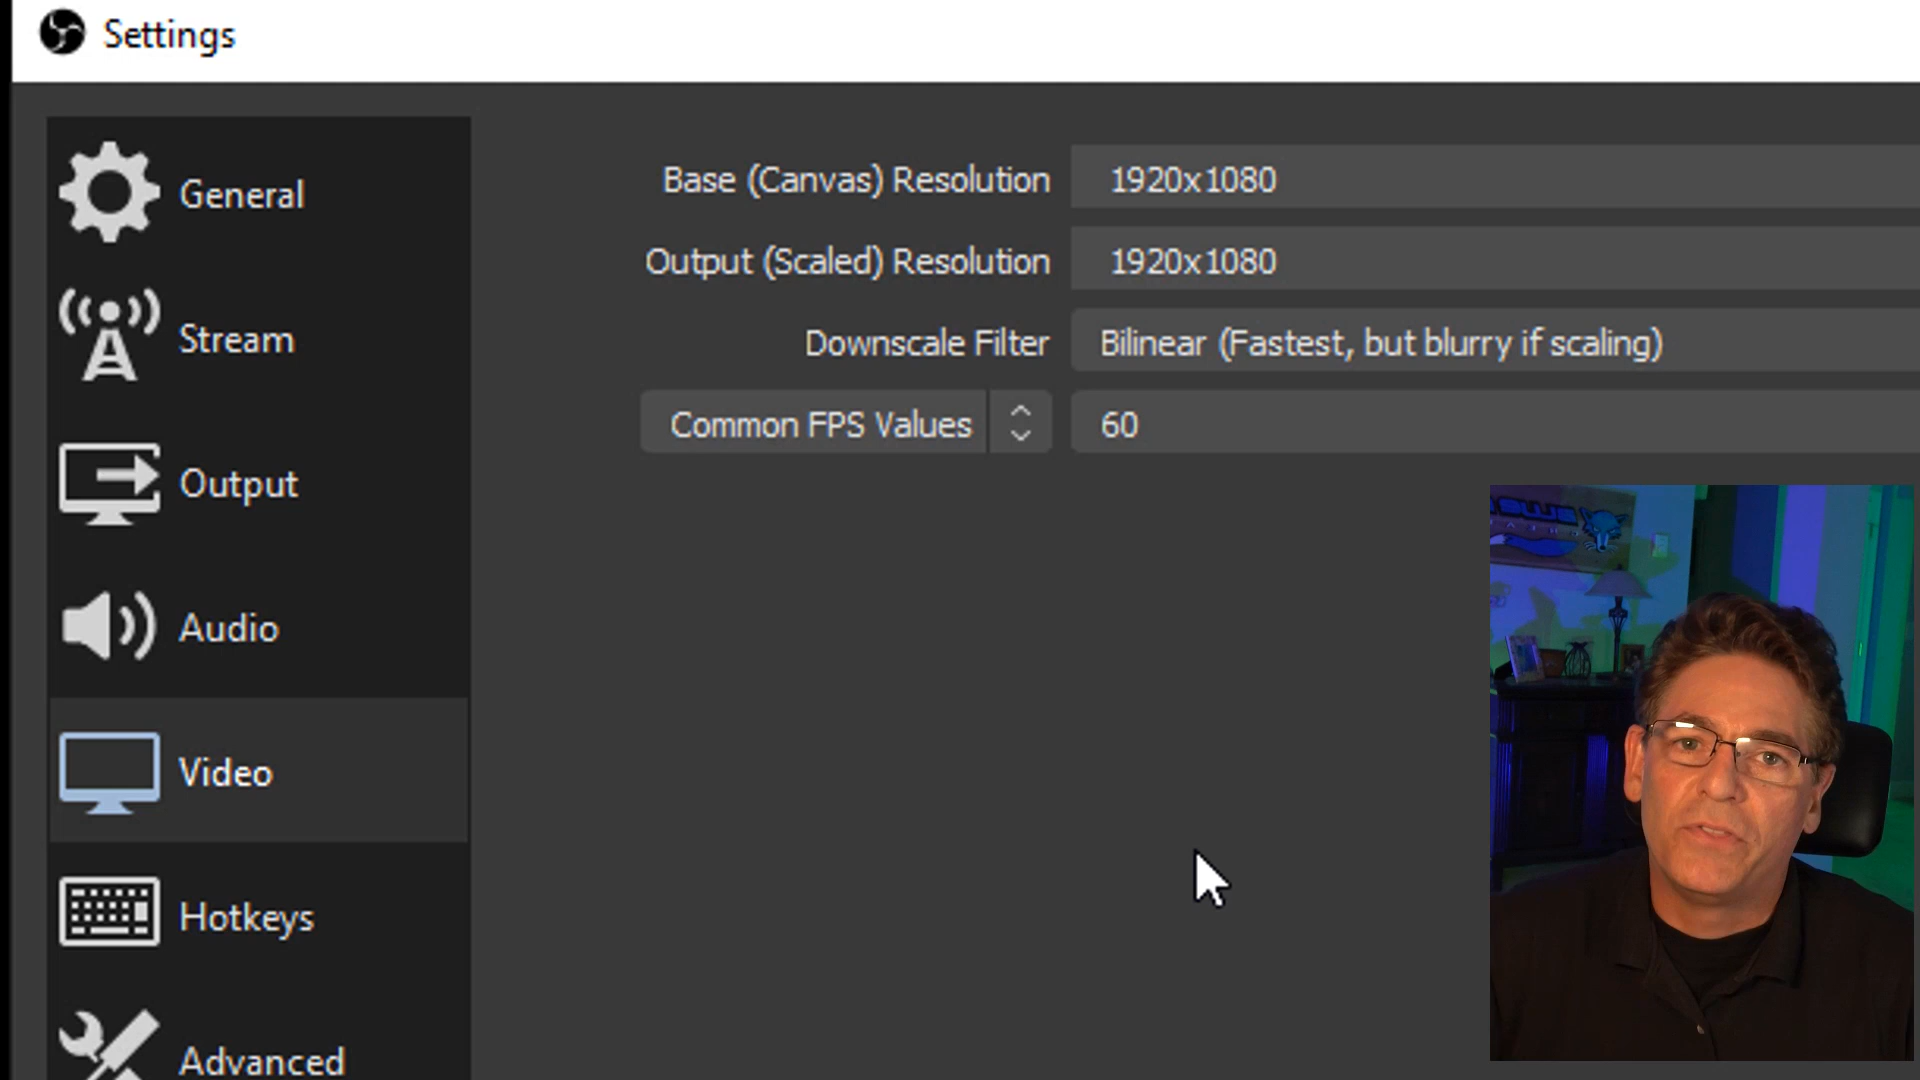 Settings
General
Stream
Output
Audio
Video
Hotkeys
Advanced
Base (Canvas) Resolution 1920x1080
Output (Scaled) Resolution 1920x1080
Downscale Filter Bilinear (Fastest, but blurry if scaling)
Common FPS Values 60